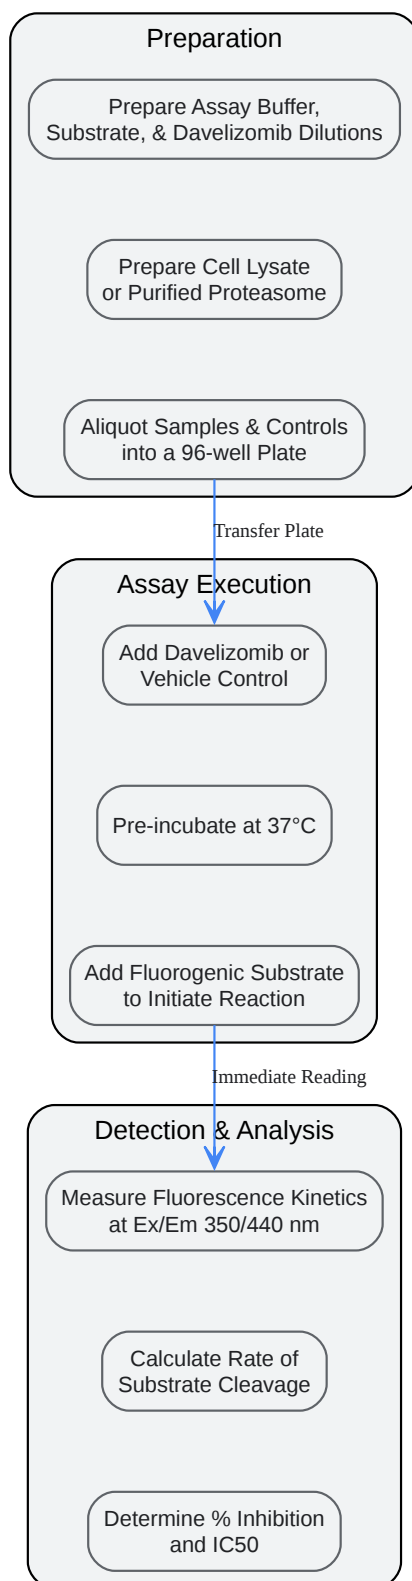 Preparation
Prepare Assay Buffer,
Substrate, & Davelizomib Dilutions
Prepare Cell Lysate
or Purified Proteasome
Aliquot Samples & Controls
into a 96-well Plate
Transfer Plate
Assay Execution
Add Davelizomib or
Vehicle Control
Pre-incubate at 37°C
Add Fluorogenic Substrate
to Initiate Reaction
Immediate Reading
Detection & Analysis
Measure Fluorescence Kinetics
at Ex/Em 350/440 nm
Calculate Rate of
Substrate Cleavage
Determine % Inhibition
and IC50